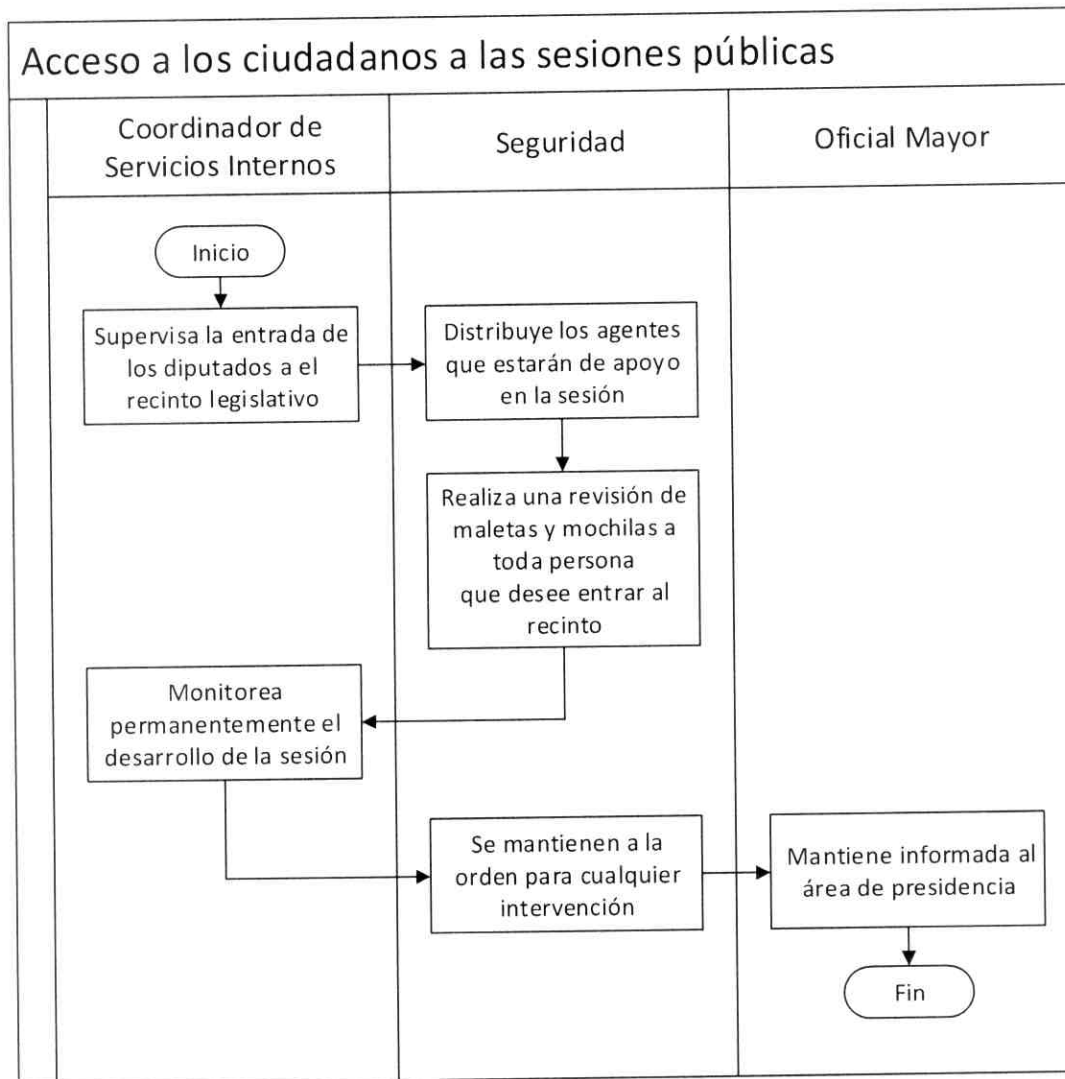 Acceso a los ciudadanos a las sesiones públicas
Coordinador de
Servicios Internos
Seguridad
Oficial Mayor
Inicio
Supervisa la entrada de
los diputados a el
recinto legislativo
Distribuye los agentes
que estarán de apoyo
en la sesión
Realiza una revisión de
maletas y mochilas a
toda persona
que desee entrar al
recinto
Monitorea
permanentemente el
desarrollo de la sesión
Se mantienen a la
orden para cualquier
intervención
Mantiene informada al
área de presidencia
Fin